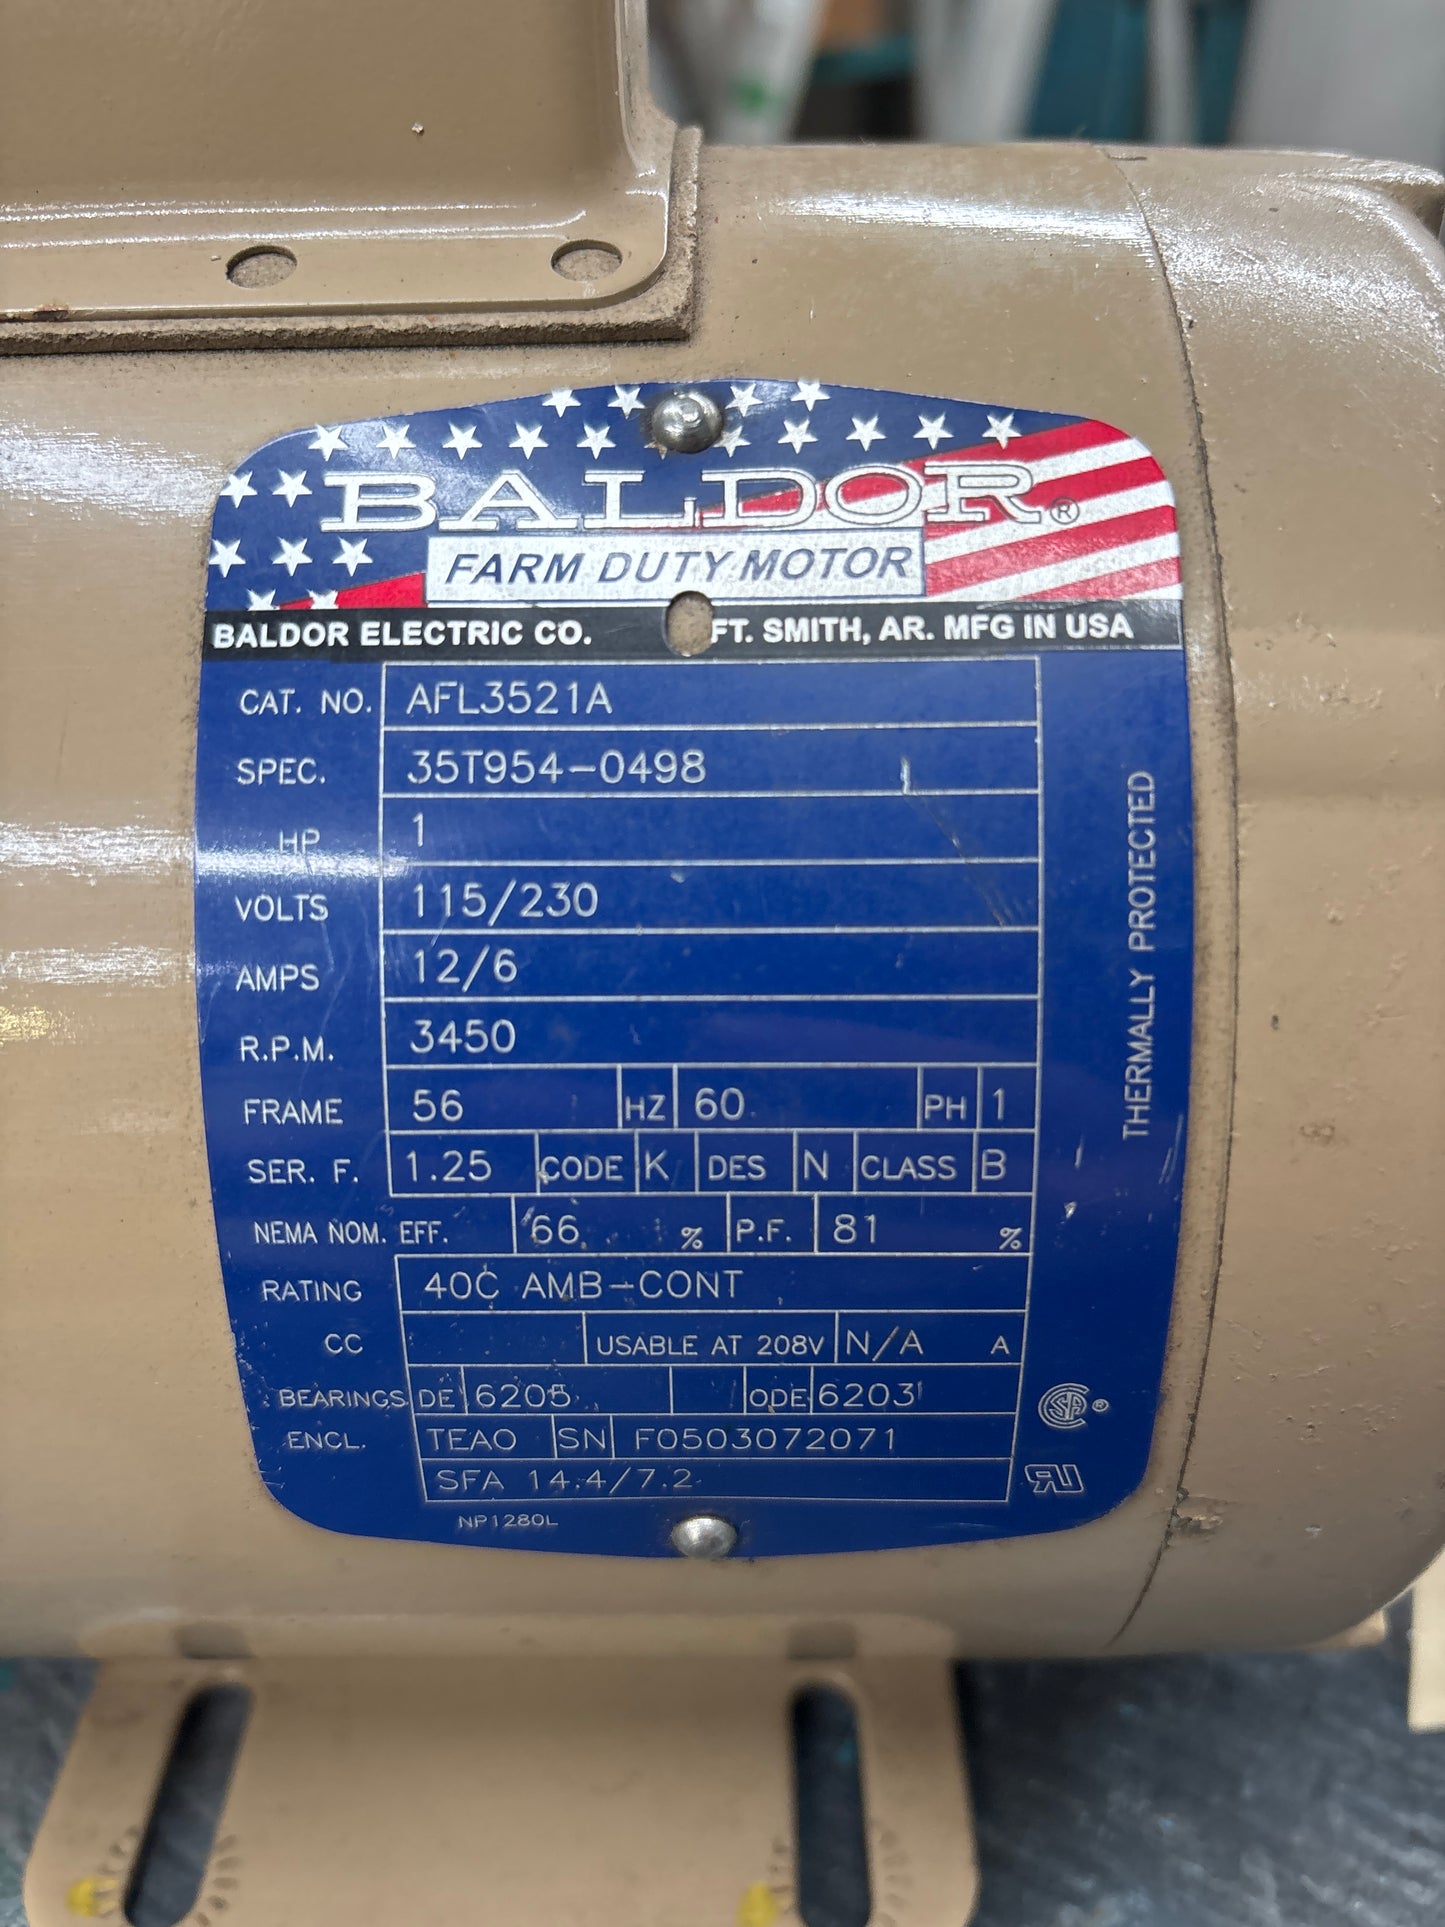 BALDOR®
FARM DUTY MOTOR
BALDOR ELECTRIC CO. FT. SMITH, AR. MFG IN USA
CAT. NO. AFL3521A
SPEC. 35T954-0498
HP 1
VOLTS 115/230
AMPS 12/6
R.P.M. 3450
FRAME 56 HZ 60 PH 1
SER. F. 1.25 CODE K DES N CLASS B
NEMA NOM. EFF. 66 % P.F. 81 %
RATING 40C AMB-CONT
CC USABLE AT 208V N/A A
BEARINGS DE 6205 ODE 6203
ENCL. TEAO SN F0503072071
SFA 14.4/7.2
NP1280L
THERMALLY PROTECTED
CSA®
RU